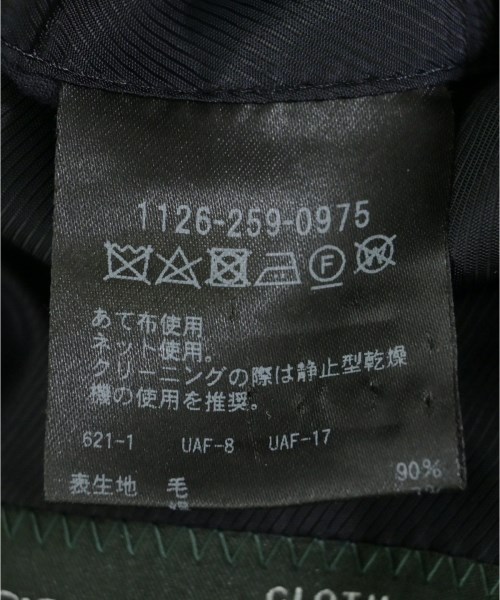 1126-259-0975
あて布使用
ネット使用。
クリーニングの際は静止型乾燥
機の使用を推奨。
621-1 UAF-8 UAF-17
表生地 毛 90%
CLOTH